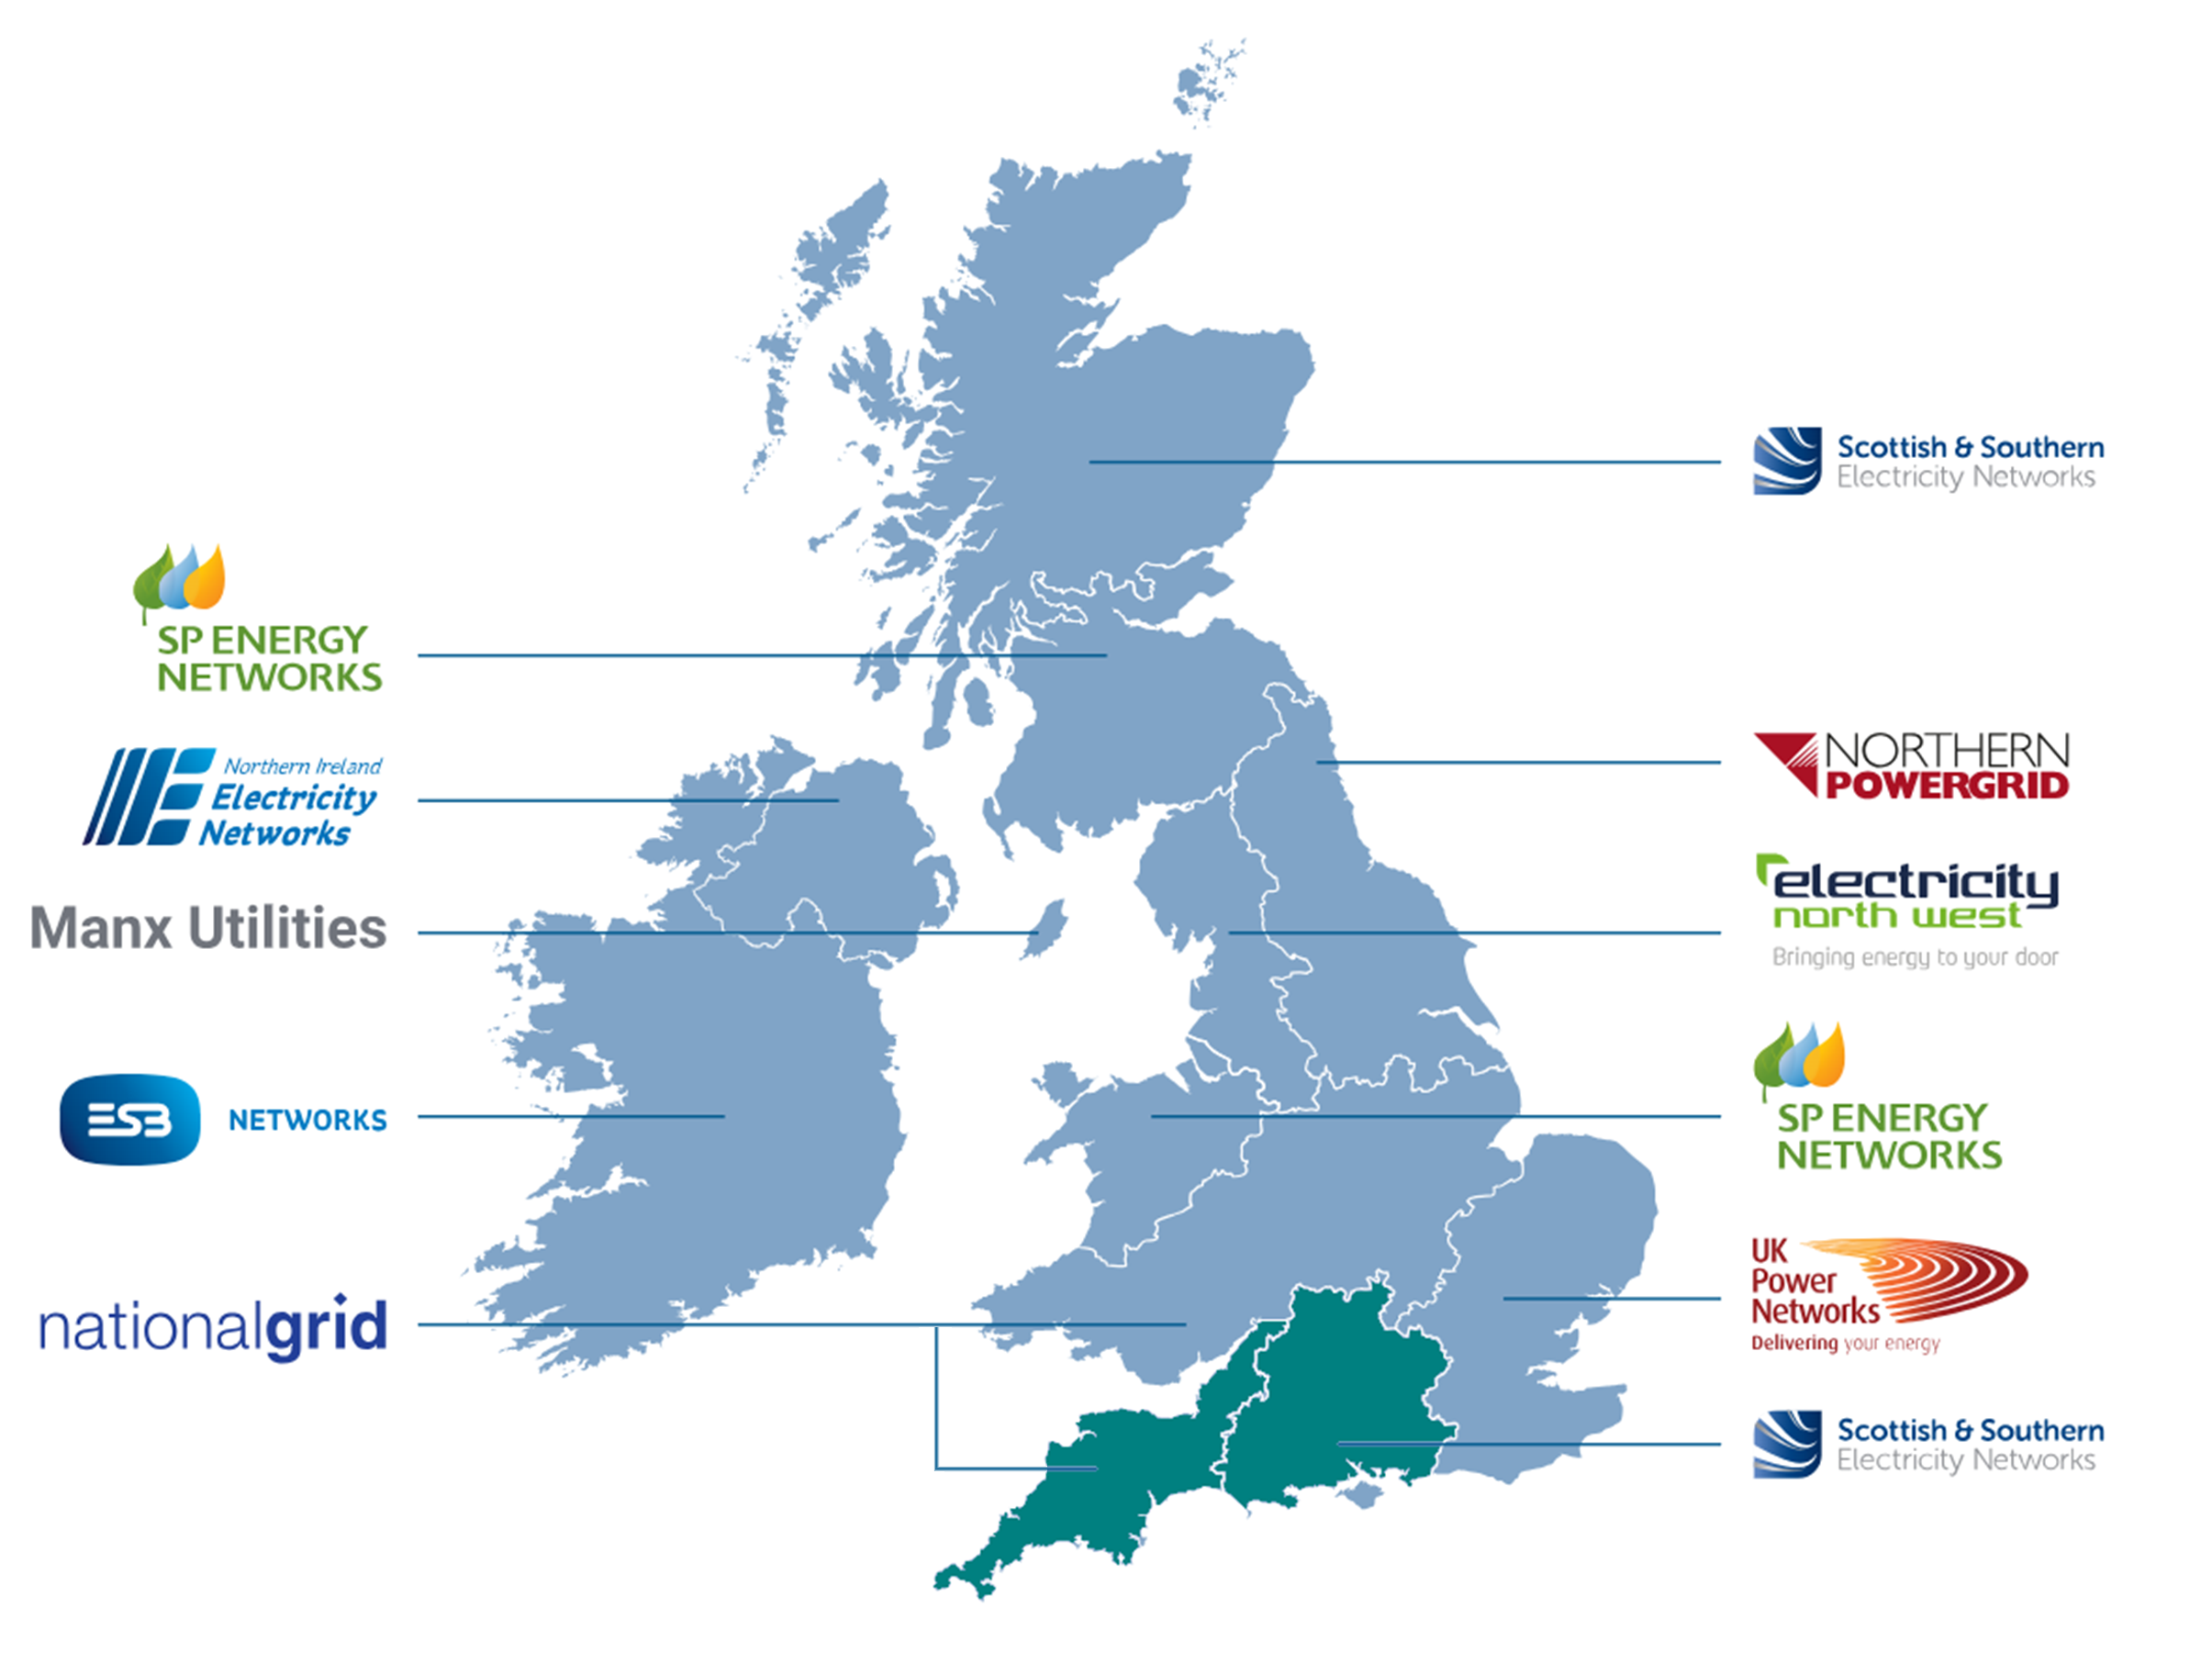 Scottish & Southern
Electricity Networks
SP ENERGY
NETWORKS
Northern Ireland
Electricity
Networks
NORTHERN
POWERGRID
Manx Utilities
electricity
north west
Bringing energy to your door
ESB NETWORKS
SP ENERGY
NETWORKS
nationalgrid
UK
Power
Networks
Delivering your energy
Scottish & Southern
Electricity Networks